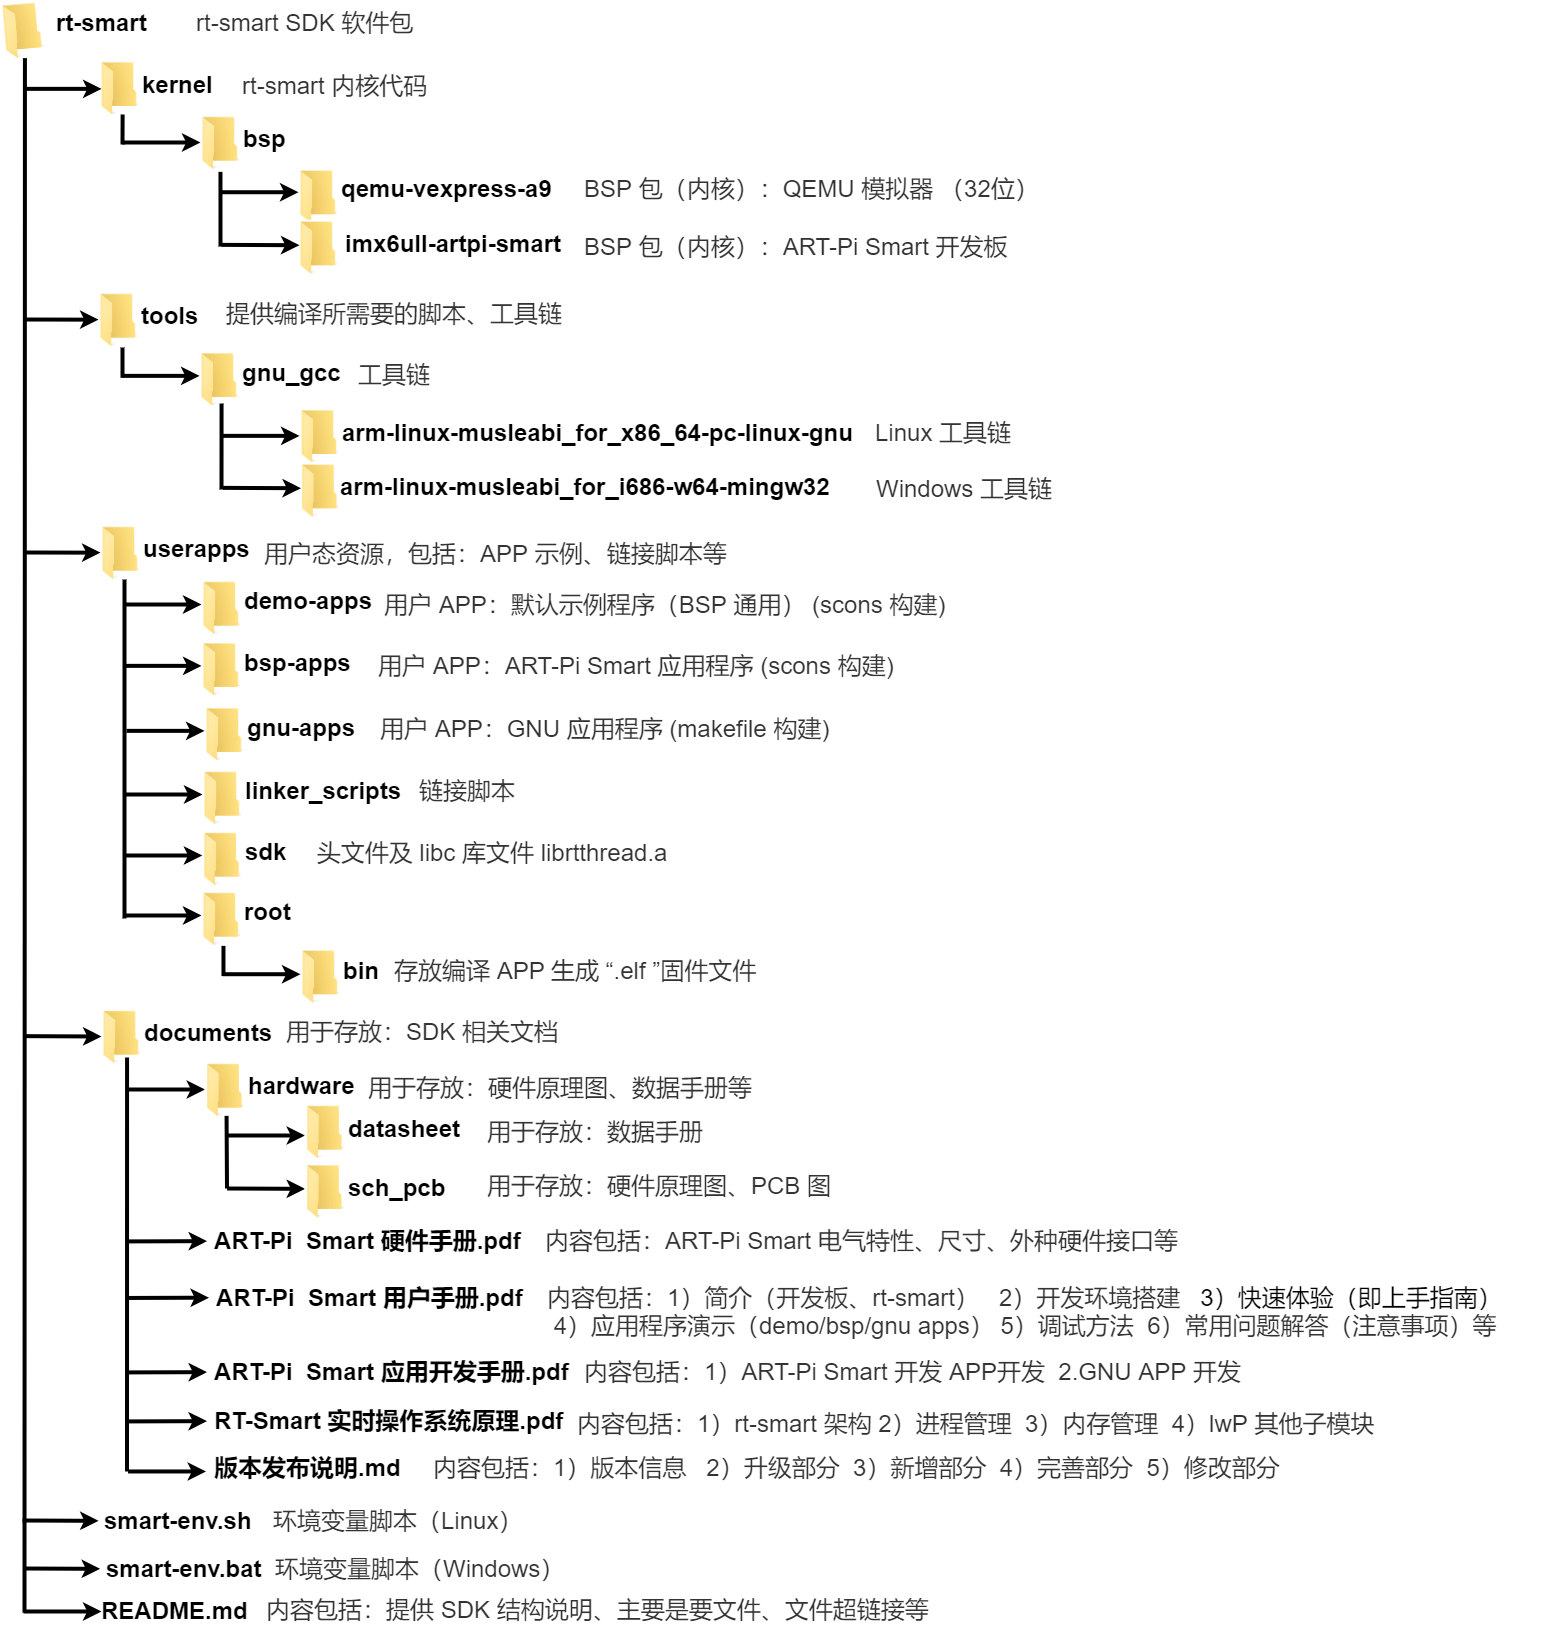 rt-smart rt-smart SDK 软件包
kernel rt-smart 内核代码
bsp
qemu-vexpress-a9 BSP 包（内核）：QEMU 模拟器 （32位）
imx6ull-artpi-smart BSP 包（内核）：ART-Pi Smart 开发板
tools 提供编译所需要的脚本、工具链
gnu_gcc 工具链
arm-linux-musleabi_for_x86_64-pc-linux-gnu Linux 工具链
arm-linux-musleabi_for_i686-w64-mingw32 Windows 工具链
userapps 用户态资源，包括：APP 示例、链接脚本等
demo-apps 用户 APP：默认示例程序（BSP 通用） (scons 构建)
bsp-apps 用户 APP：ART-Pi Smart 应用程序 (scons 构建)
gnu-apps 用户 APP：GNU 应用程序 (makefile 构建)
linker_scripts 链接脚本
sdk 头文件及 libc 库文件 librtthread.a
root
bin 存放编译 APP 生成 “.elf ”固件文件
documents 用于存放：SDK 相关文档
hardware 用于存放：硬件原理图、数据手册等
datasheet 用于存放：数据手册
sch_pcb 用于存放：硬件原理图、PCB 图
ART-Pi Smart 硬件手册.pdf 内容包括：ART-Pi Smart 电气特性、尺寸、外种硬件接口等
ART-Pi Smart 用户手册.pdf 内容包括：1）简介（开发板、rt-smart） 2）开发环境搭建 3）快速体验（即上手指南）
4）应用程序演示（demo/bsp/gnu apps） 5）调试方法 6）常用问题解答（注意事项）等
ART-Pi Smart 应用开发手册.pdf 内容包括：1）ART-Pi Smart 开发 APP开发 2.GNU APP 开发
RT-Smart 实时操作系统原理.pdf 内容包括：1）rt-smart 架构 2）进程管理 3）内存管理 4）lwP 其他子模块
版本发布说明.md 内容包括：1）版本信息 2）升级部分 3）新增部分 4）完善部分 5）修改部分
smart-env.sh 环境变量脚本（Linux）
smart-env.bat 环境变量脚本（Windows）
README.md 内容包括：提供 SDK 结构说明、主要是要文件、文件超链接等